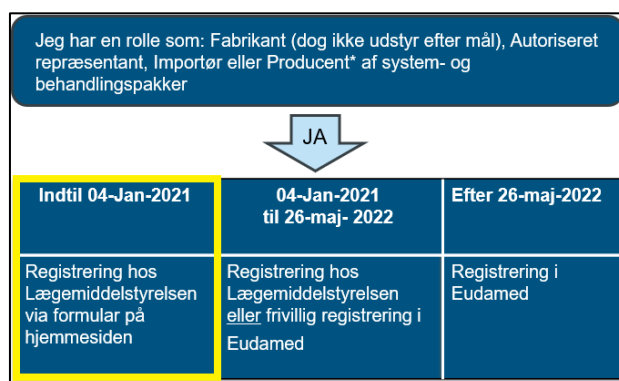 Jeg har en rolle som: Fabrikant (dog ikke udstyr efter mål), Autoriseret
repræsentant, Importør eller Producent* af system- og
behandlingspakker
JA
Indtil 04-Jan-2021
04-Jan-2021
til 26-maj- 2022
Efter 26-maj-2022
Registrering hos
Lægemiddelstyrelsen
via formular på
hjemmesiden
Registrering hos
Lægemiddelstyrelsen
eller frivillig registrering i
Eudamed
Registrering i
Eudamed